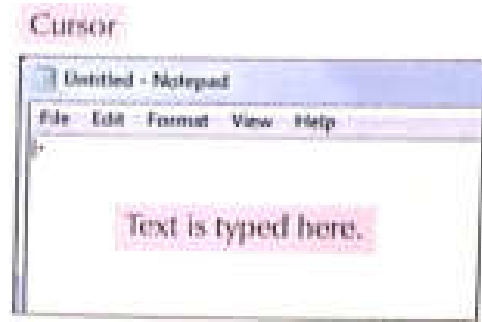 Cursor
Untitled - Notepad
File Edit Format View Help
Text is typed here.